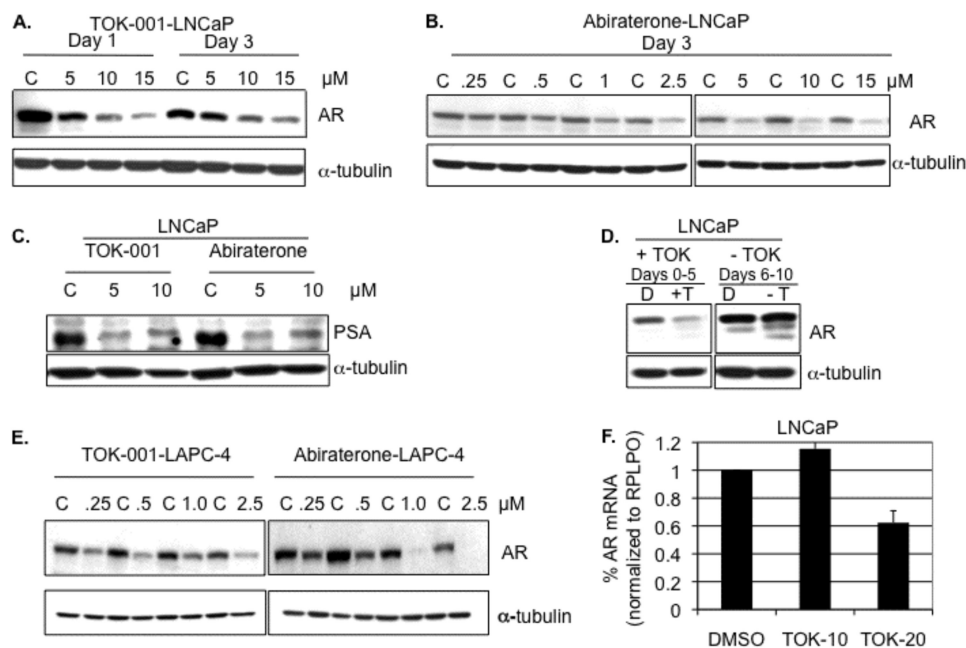 A.
TOK-001-LNCaP
Day 1 Day 3
C 5 10 15 C 5 10 15 µM
AR
α-tubulin
B.
Abiraterone-LNCaP
Day 3
C .25 C .5 C 1 C 2.5 C 5 C 10 C 15 µM
AR
α-tubulin
C.
LNCaP
TOK-001 Abiraterone
C 5 10 C 5 10 µM
PSA
α-tubulin
D.
LNCaP
+ TOK - TOK
Days 0-5 Days 6-10
D +T D - T
AR
α-tubulin
E.
TOK-001-LAPC-4 Abiraterone-LAPC-4
C .25 C .5 C 1.0 C 2.5 C .25 C .5 C 1.0 C 2.5 µM
AR
α-tubulin
F.
LNCaP
% AR mRNA
(normalized to RPLPO)
1.2
1
0.8
0.6
0.4
0.2
0
DMSO TOK-10 TOK-20